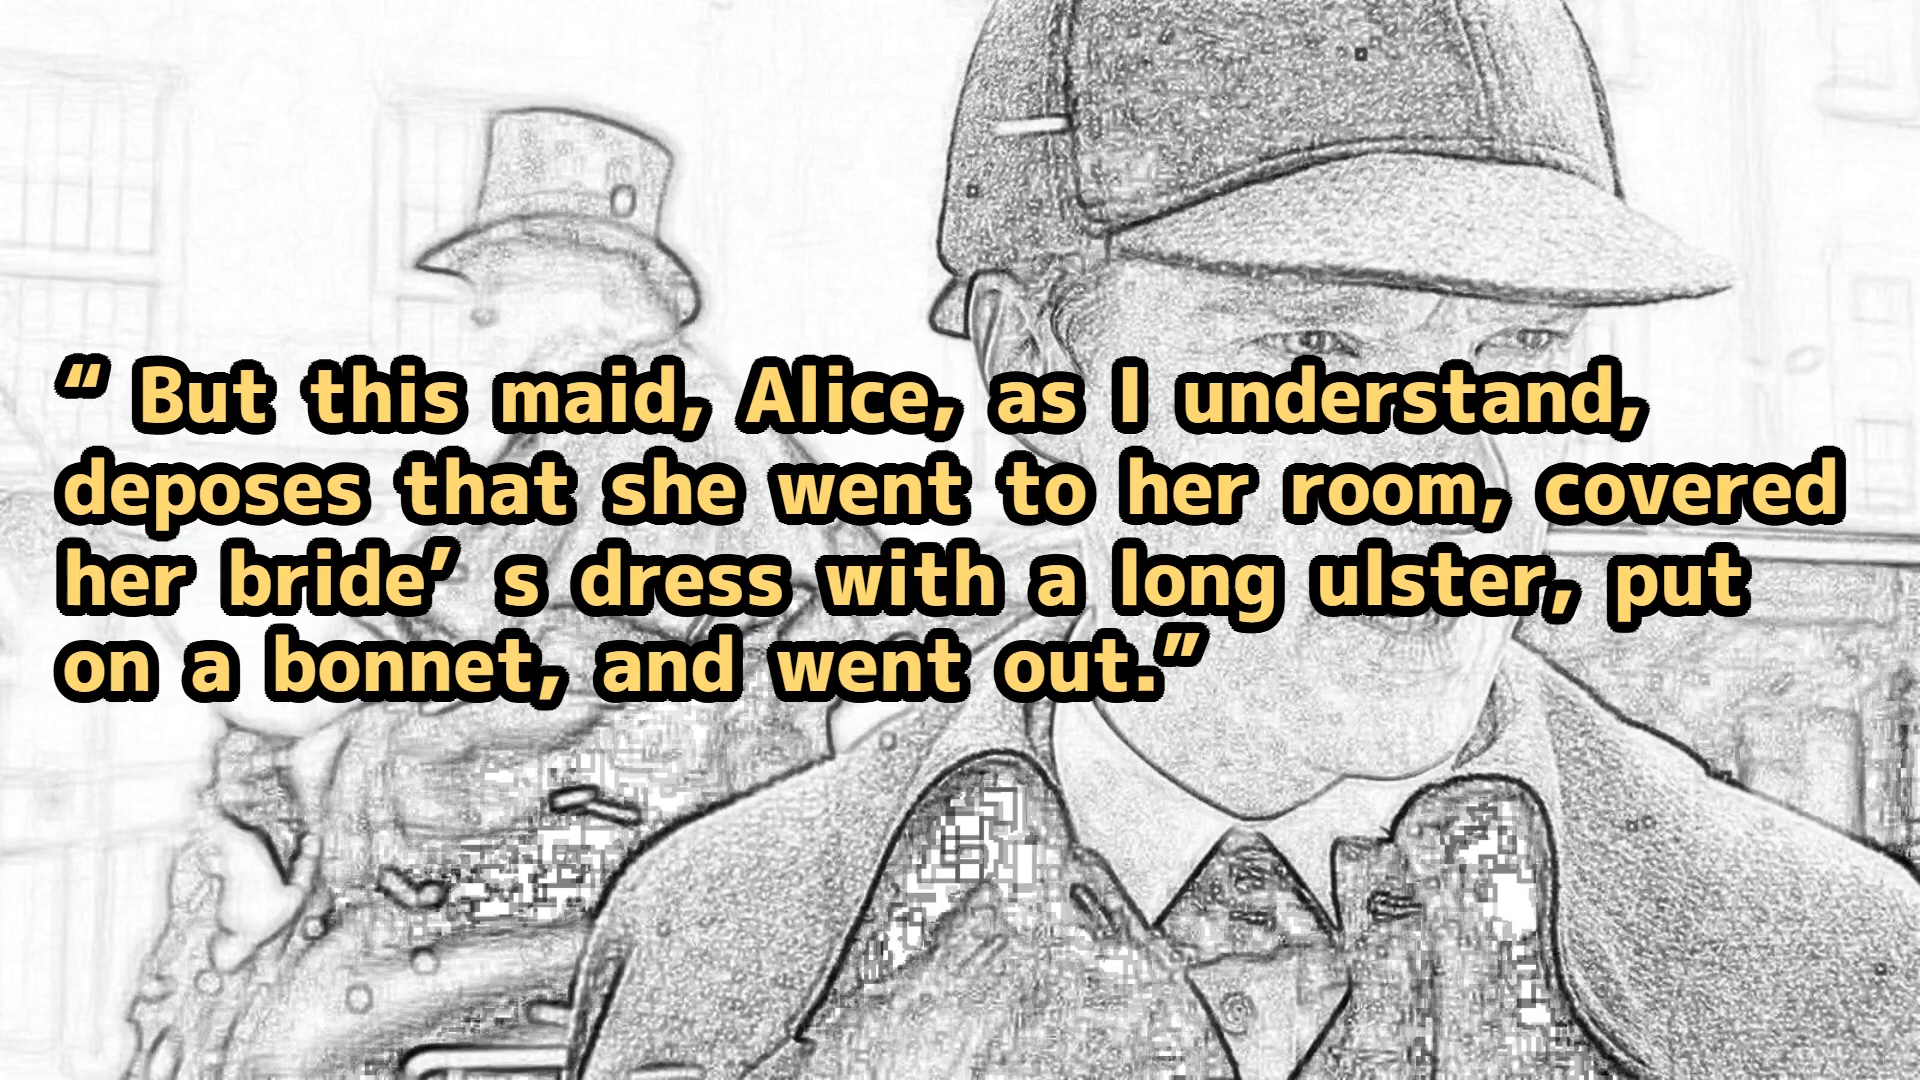 “ But this maid, Alice, as I understand,
deposes that she went to her room, covered
her bride’ s dress with a long ulster, put
on a bonnet, and went out.”